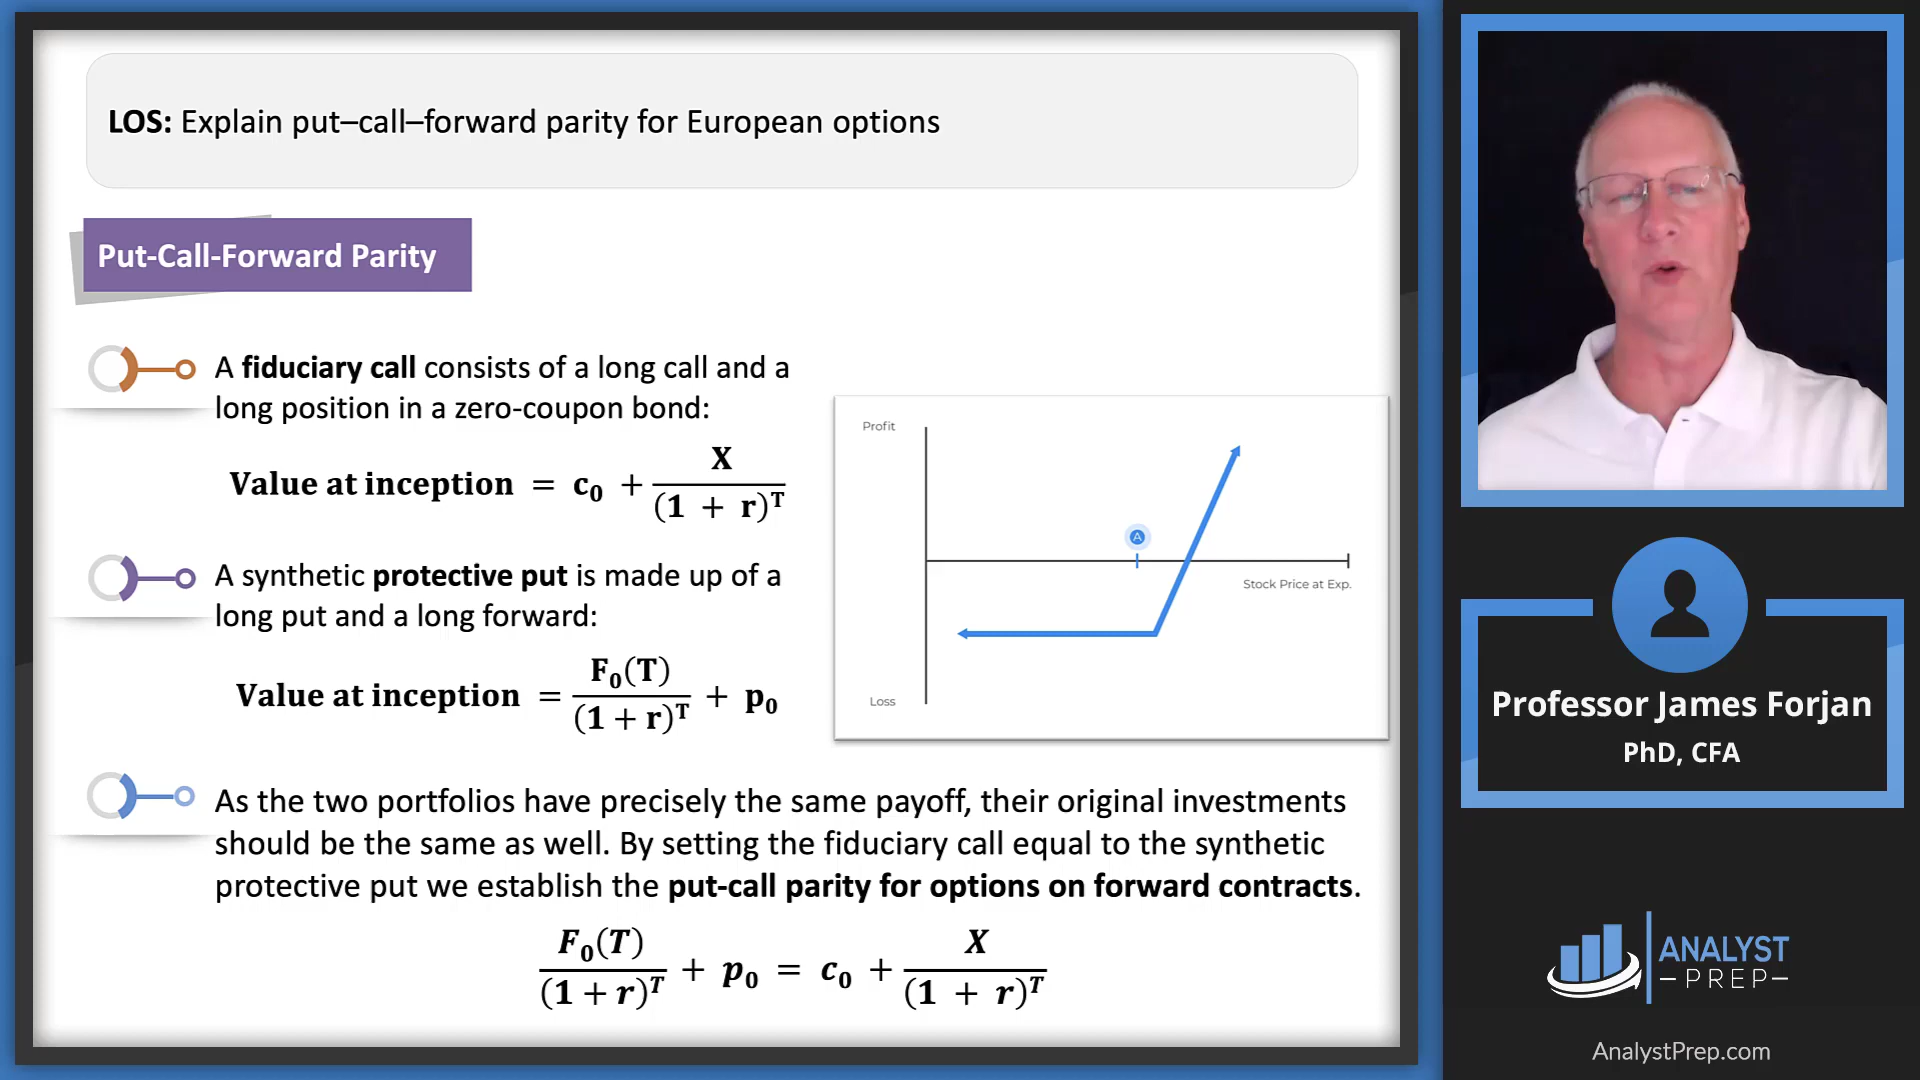 LOS: Explain put–call–forward parity for European options
Put-Call-Forward Parity
A fiduciary call consists of a long call and a
long position in a zero-coupon bond:
Value at inception = c₀ + X / (1 + r)ᵀ
A synthetic protective put is made up of a
long put and a long forward:
Value at inception = F₀(T) / (1 + r)ᵀ + p₀
Profit
A
Stock Price at Exp.
Loss
As the two portfolios have precisely the same payoff, their original investments
should be the same as well. By setting the fiduciary call equal to the synthetic
protective put we establish the put-call parity for options on forward contracts.
F₀(T) / (1 + r)ᵀ + p₀ = c₀ + X / (1 + r)ᵀ
Professor James Forjan
PhD, CFA
ANALYST
PREP
AnalystPrep.com